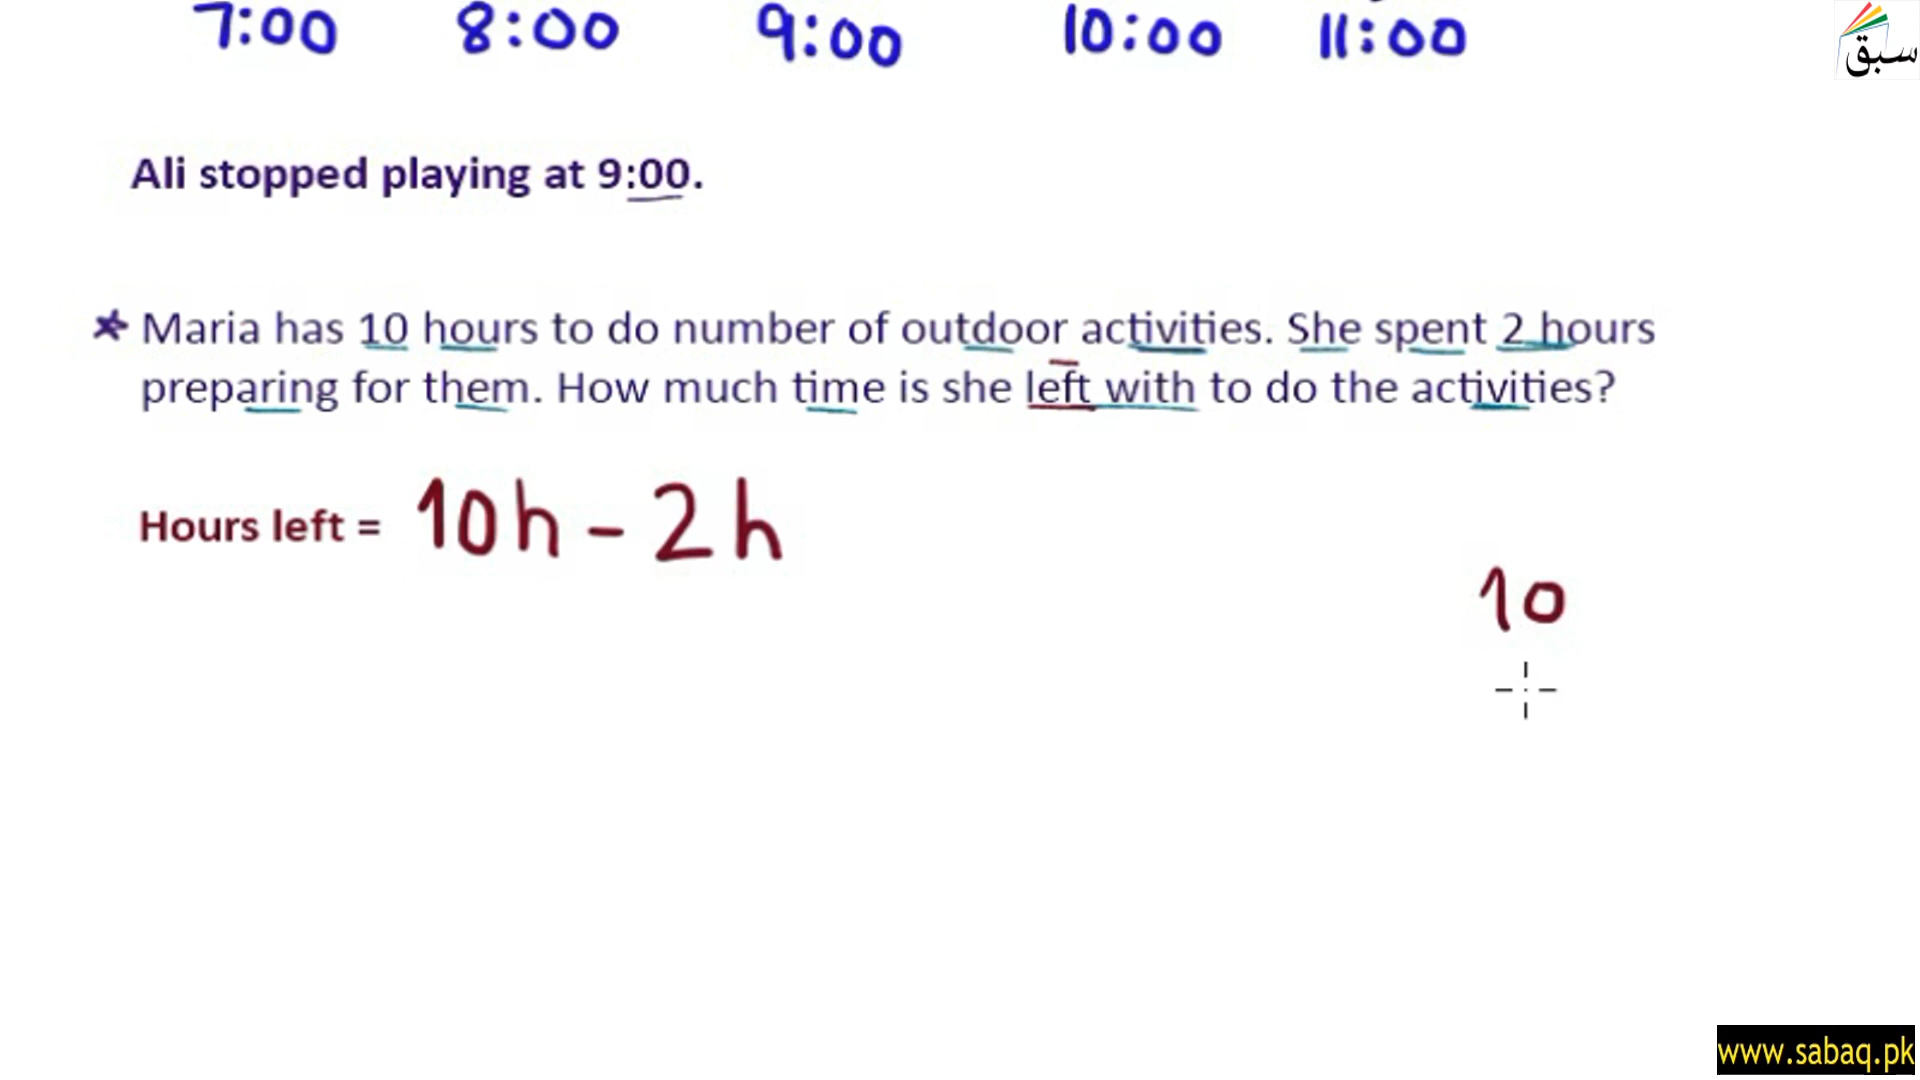 7:00 8:00 9:00 10:00 11:00
سبق
Ali stopped playing at 9:00.
* Maria has 10 hours to do number of outdoor activities. She spent 2 hours
preparing for them. How much time is she left with to do the activities?
Hours left = 10h - 2h
10
www.sabaq.pk